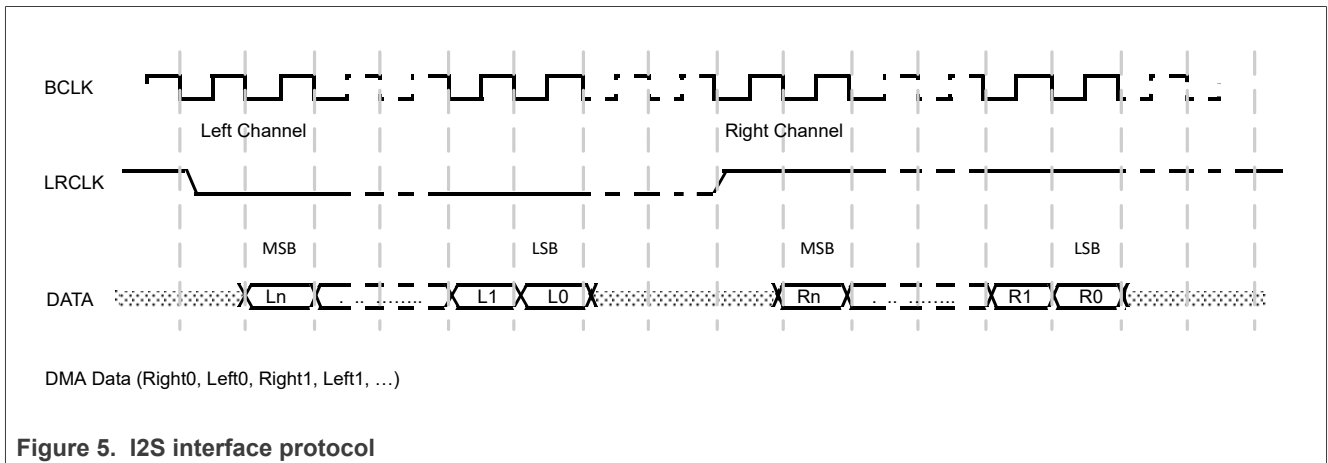 BCLK
Left Channel Right Channel
LRCLK
MSB LSB MSB LSB
DATA Ln . .. ........ L1 L0 Rn . .. ........ R1 R0
DMA Data (Right0, Left0, Right1, Left1, …)
Figure 5. I2S interface protocol